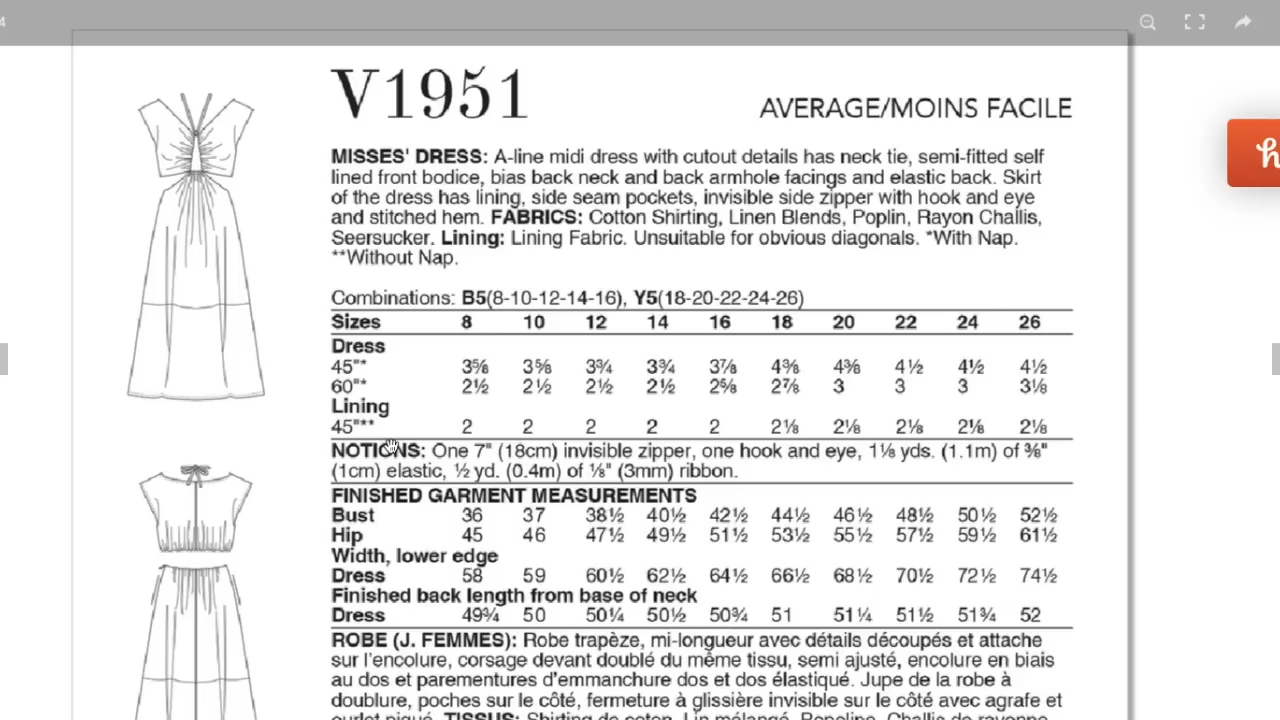 4
V1951
AVERAGE/MOINS FACILE
MISSES' DRESS: A-line midi dress with cutout details has neck tie, semi-fitted self
lined front bodice, bias back neck and back armhole facings and elastic back. Skirt
of the dress has lining, side seam pockets, invisible side zipper with hook and eye
and stitched hem. FABRICS: Cotton Shirting, Linen Blends, Poplin, Rayon Challis,
Seersucker. Lining: Lining Fabric. Unsuitable for obvious diagonals. *With Nap.
**Without Nap.
Combinations: B5(8-10-12-14-16), Y5(18-20-22-24-26)
Sizes 8 10 12 14 16 18 20 22 24 26
Dress
45"* 3⅝ 3⅝ 3¾ 3¾ 3⅞ 4⅜ 4⅜ 4½ 4½ 4½
60"* 2½ 2½ 2½ 2½ 2⅝ 2⅞ 3 3 3 3⅛
Lining
45"** 2 2 2 2 2 2⅛ 2⅛ 2⅛ 2⅛ 2⅛
NOTIONS: One 7" (18cm) invisible zipper, one hook and eye, 1⅛ yds. (1.1m) of ⅜"
(1cm) elastic, ½ yd. (0.4m) of ⅛" (3mm) ribbon.
FINISHED GARMENT MEASUREMENTS
Bust 36 37 38½ 40½ 42½ 44½ 46½ 48½ 50½ 52½
Hip 45 46 47½ 49½ 51½ 53½ 55½ 57½ 59½ 61½
Width, lower edge
Dress 58 59 60½ 62½ 64½ 66½ 68½ 70½ 72½ 74½
Finished back length from base of neck
Dress 49¾ 50 50¼ 50½ 50¾ 51 51¼ 51½ 51¾ 52
ROBE (J. FEMMES): Robe trapèze, mi-longueur avec détails découpés et attache
sur l'encolure, corsage devant doublé du même tissu, semi ajusté, encolure en biais
au dos et parementures d'emmanchure dos et dos élastiqué. Jupe de la robe à
doublure, poches sur le côté, fermeture à glissière invisible sur le côté avec agrafe et
ourlet piqué. TISSUS: Shirting de coton, Lin mélangé, Popeline, Challis de rayonne,
h